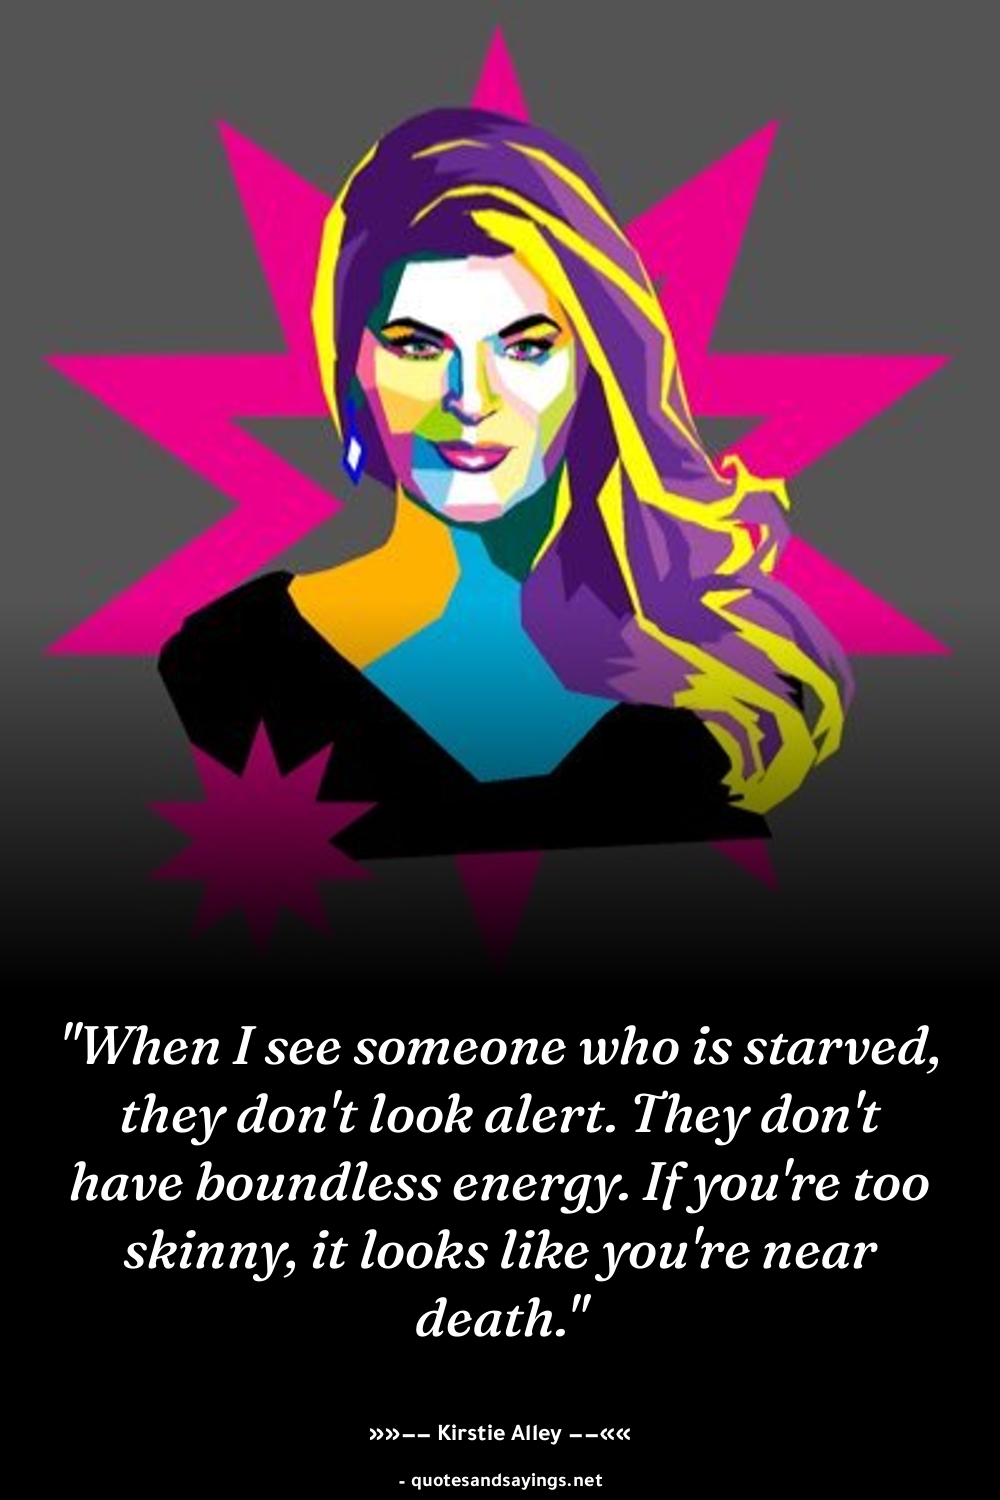 "When I see someone who is starved,
they don't look alert. They don't
have boundless energy. If you're too
skinny, it looks like you're near
death."
»»–– Kirstie Alley ––««
- quotesandsayings.net